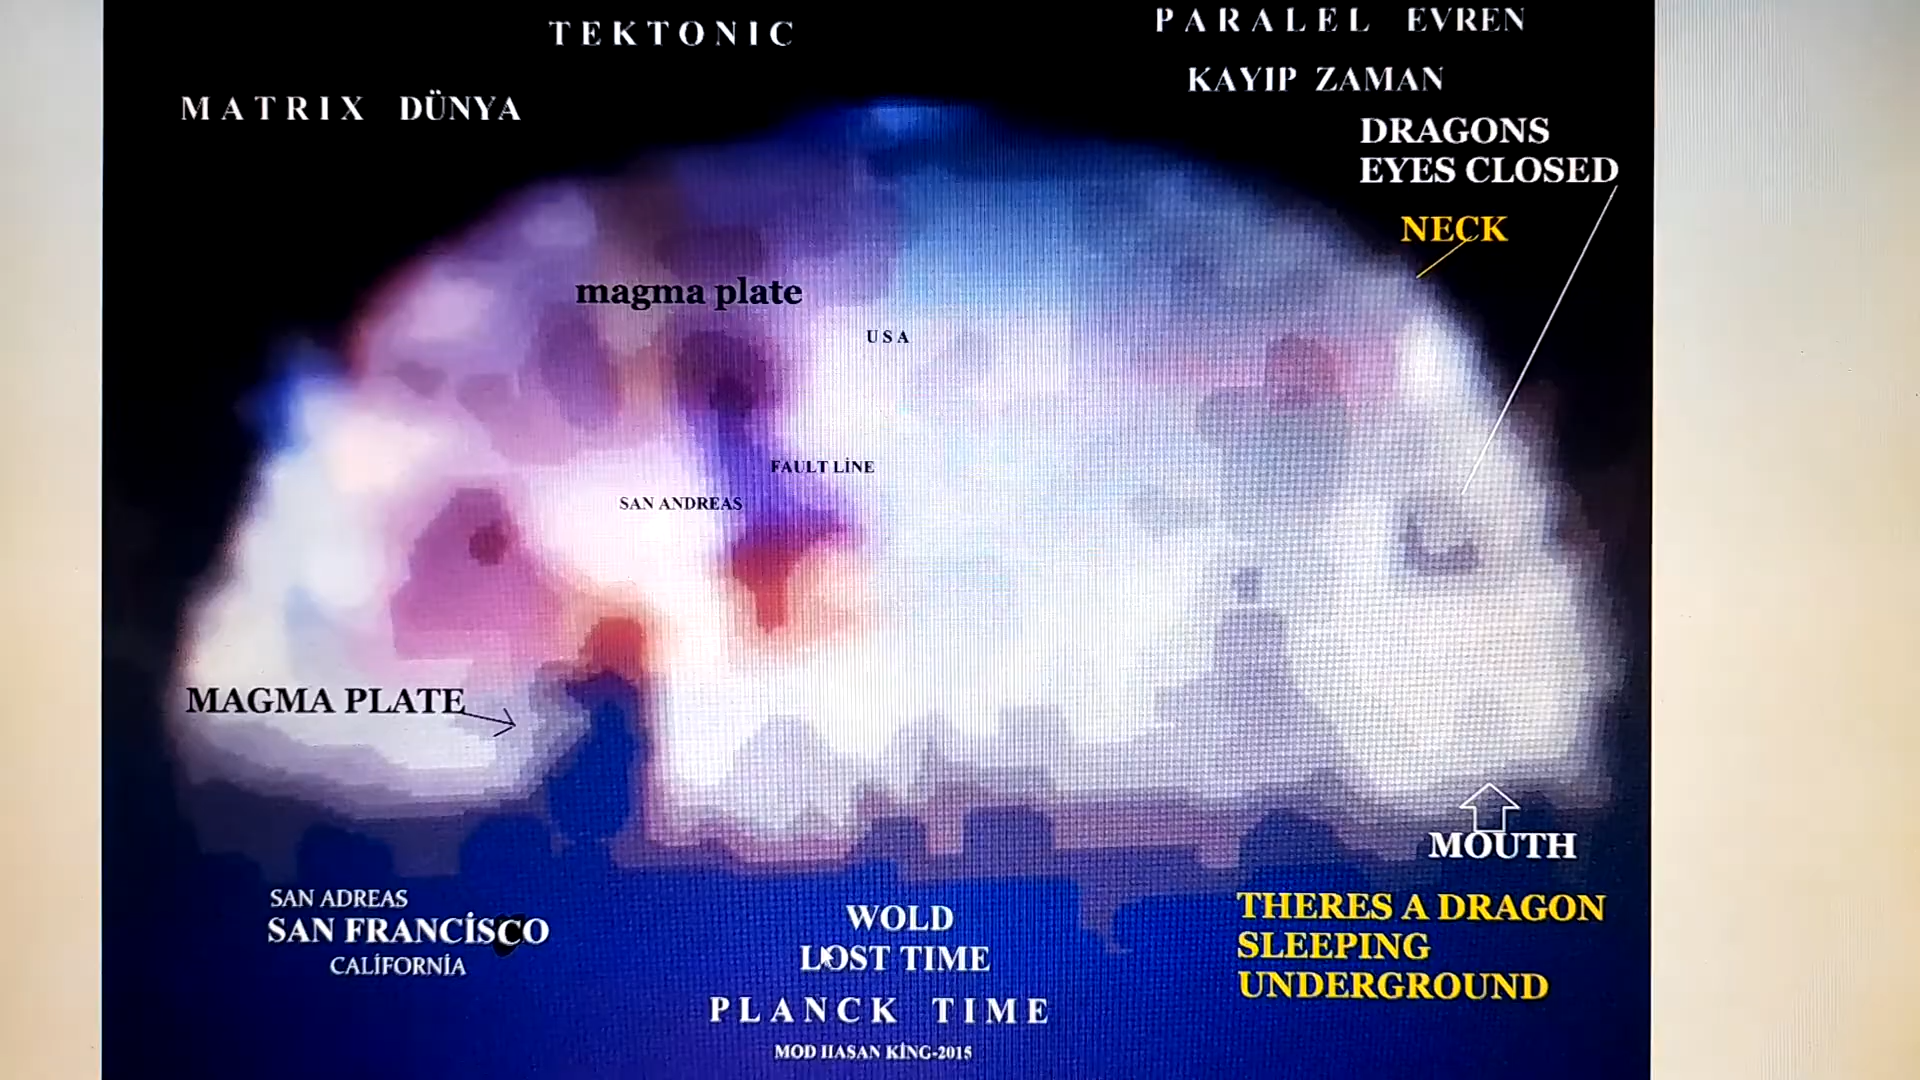 TEKTONIC
PARALEL EVREN
KAYIP ZAMAN
MATRIX DÜNYA
DRAGONS
EYES CLOSED
NECK
magma plate
USA
FAULT LİNE
SAN ANDREAS
MAGMA PLATE
MOUTH
SAN ADREAS
SAN FRANCİSCO
CALİFORNİA
WOLD
LOST TIME
PLANCK TIME
MOD HASAN KİNG-2015
THERES A DRAGON
SLEEPING
UNDERGROUND